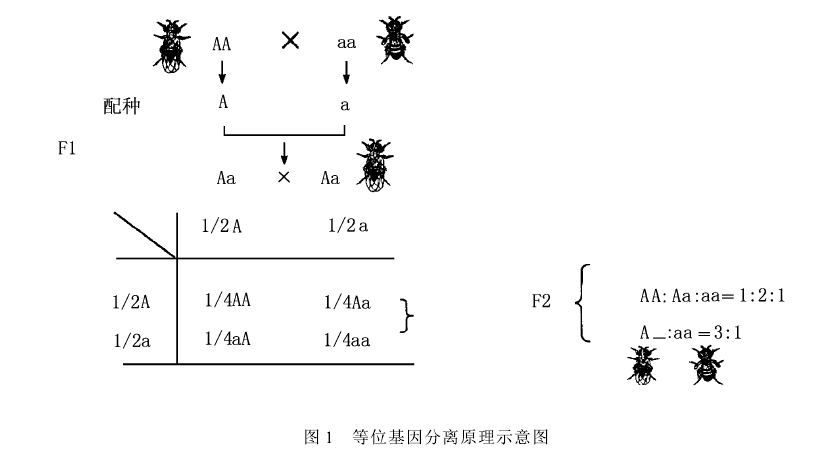 AA × aa
配种 A a
F1
Aa × Aa
1/2A 1/2a
1/2A 1/4AA 1/4Aa
1/2a 1/4aA 1/4aa
F2 AA:Aa:aa=1:2:1
A_:aa=3:1
图1 等位基因分离原理示意图